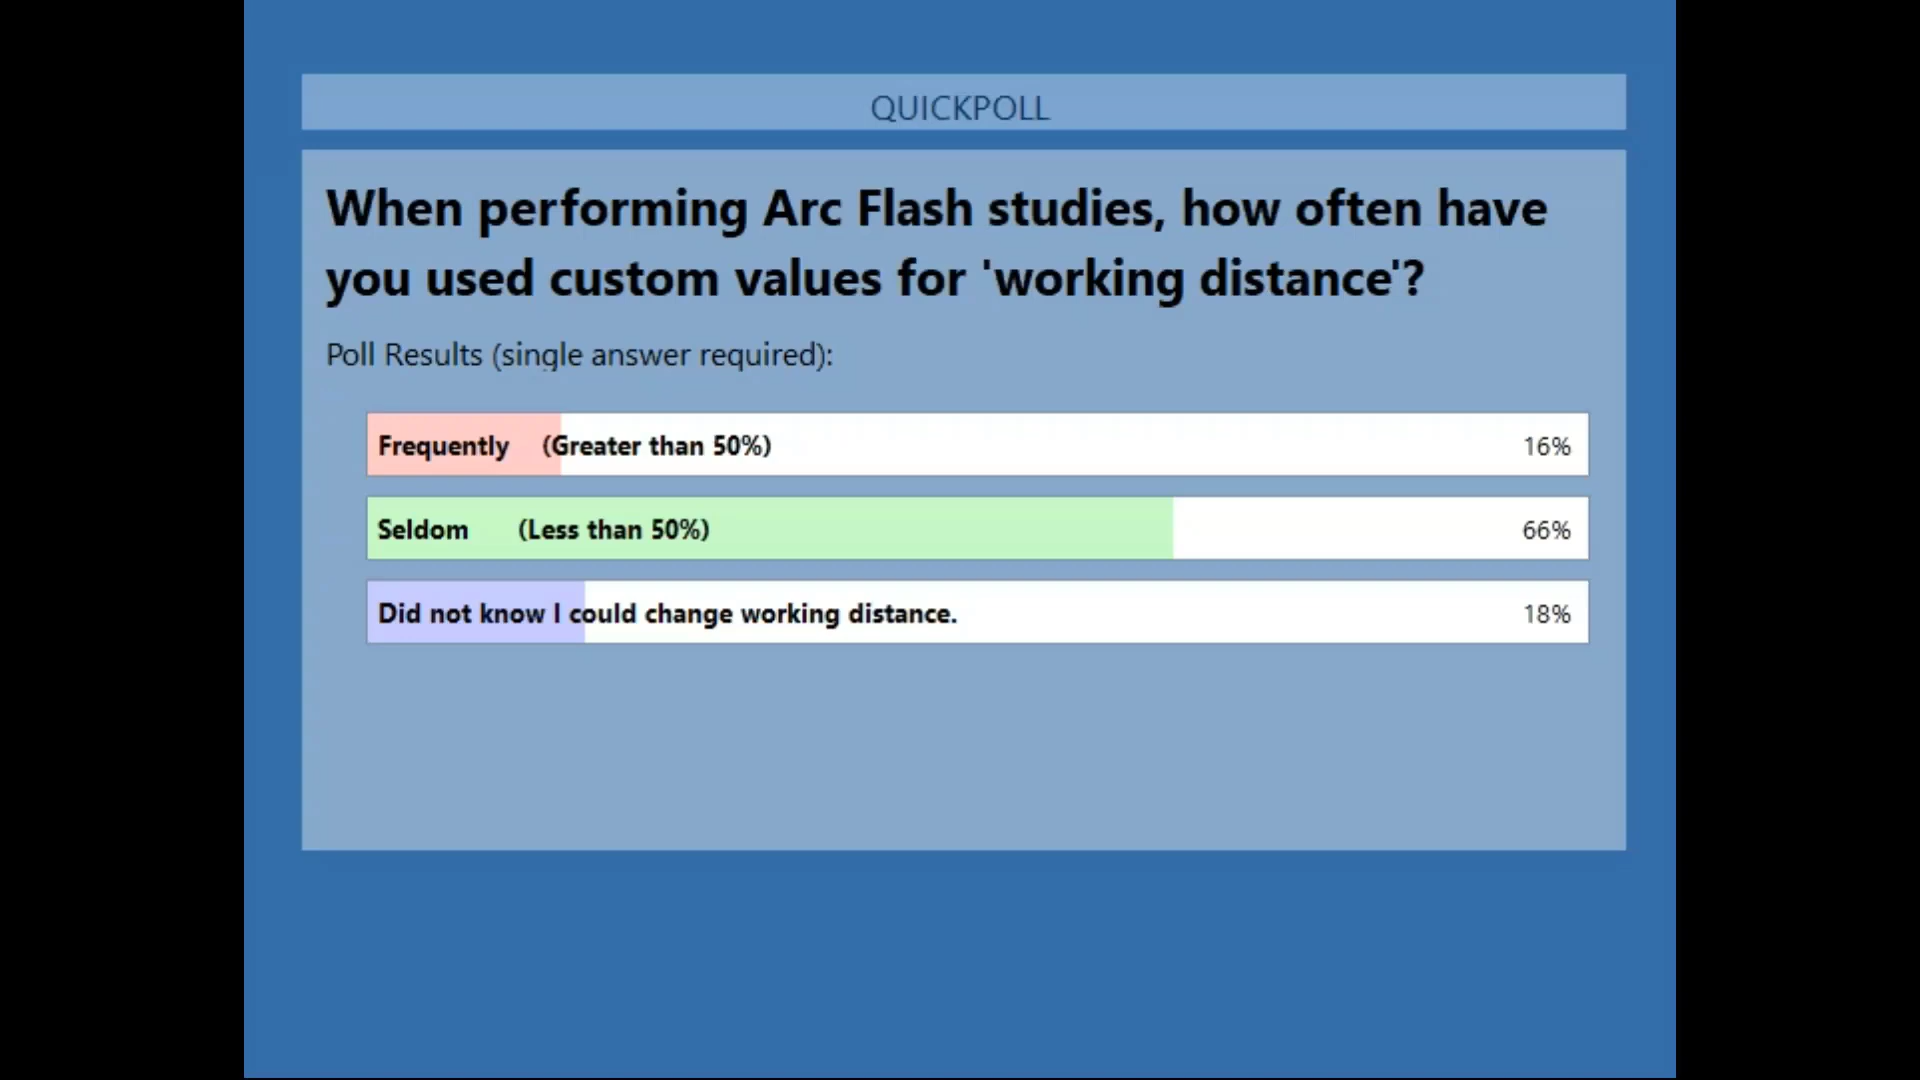 QUICKPOLL
When performing Arc Flash studies, how often have
you used custom values for 'working distance'?
Poll Results (single answer required):
Frequently (Greater than 50%) 16%
Seldom (Less than 50%) 66%
Did not know I could change working distance. 18%